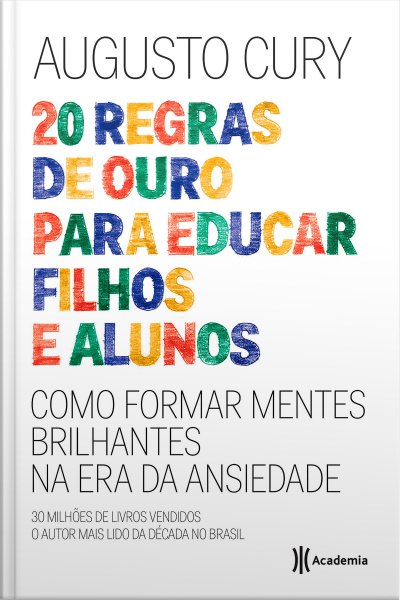 AUGUSTO CURY
20 REGRAS
DE OURO
PARA EDUCAR
FILHOS
E ALUNOS
COMO FORMAR MENTES
BRILHANTES
NA ERA DA ANSIEDADE
30 MILHÕES DE LIVROS VENDIDOS
O AUTOR MAIS LIDO DA DÉCADA NO BRASIL
Academia